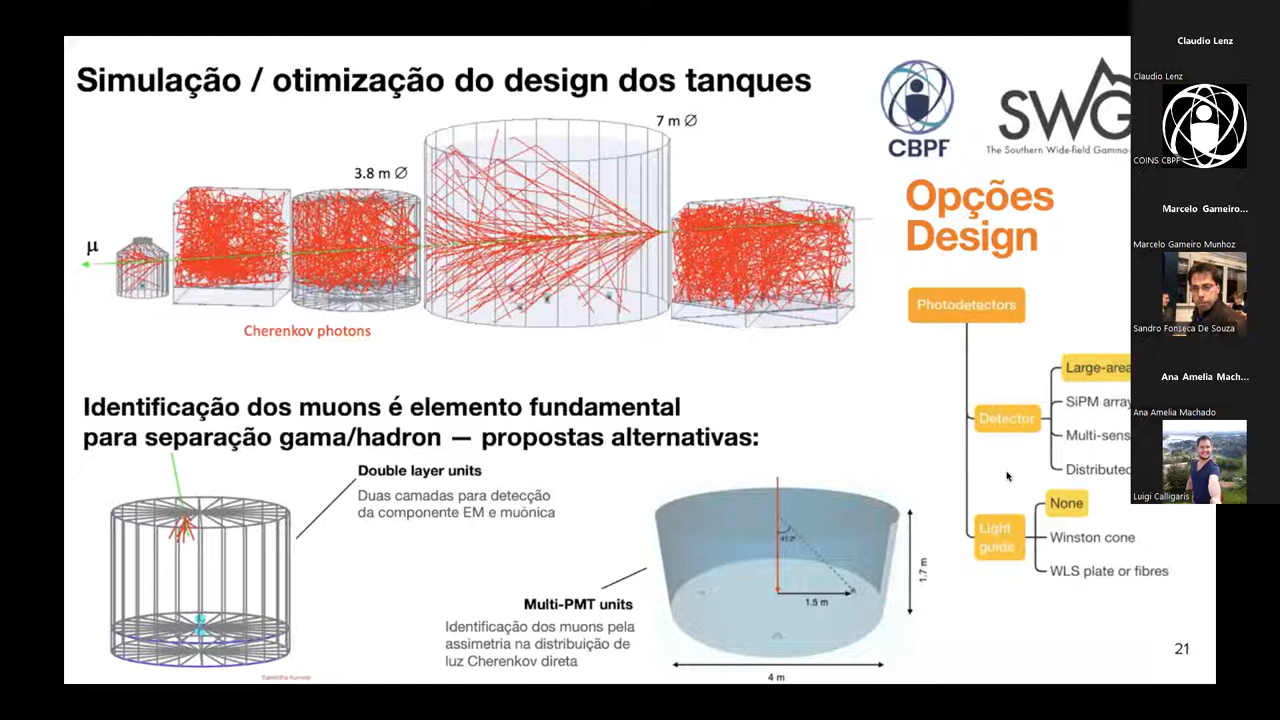 Simulação / otimização do design dos tanques
7 m Ø
3.8 m Ø
μ
Cherenkov photons
CBPF
SWG
The Southern Wide-field Gamma-
Opções
Design
Photodetectors
Detector
Large-area
SiPM array
Multi-sens
Distributed
Light
guide
None
Winston cone
WLS plate or fibres
Identificação dos muons é elemento fundamental
para separação gama/hadron — propostas alternativas:
Double layer units
Duas camadas para detecção
da componente EM e muônica
Multi-PMT units
Identificação dos muons pela
assimetria na distribuição de
luz Cherenkov direta
1.5 m
1.7 m
4 m
21
Claudio Lenz
Claudio Lenz
COINS CBPF
Marcelo Gameiro...
Marcelo Gameiro Munhoz
Sandro Fonseca De Souza
Ana Amelia Mach...
Ana Amelia Machado
Luigi Calligaris